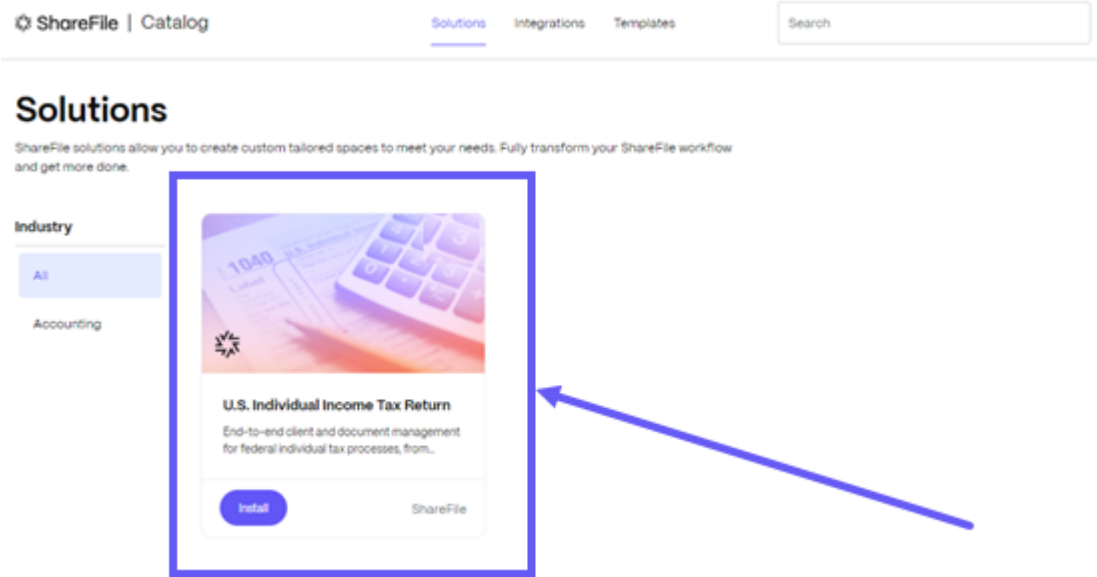 ShareFile | Catalog
Solutions
Integrations
Templates
Search
Solutions
ShareFile solutions allow you to create custom tailored spaces to meet your needs. Fully transform your ShareFile workflow
and get more done.
Industry
All
Accounting
1040 U.S. Individual
Label
U.S. Individual Income Tax Return
End-to-end client and document management
for federal individual tax processes, from...
Install
ShareFile